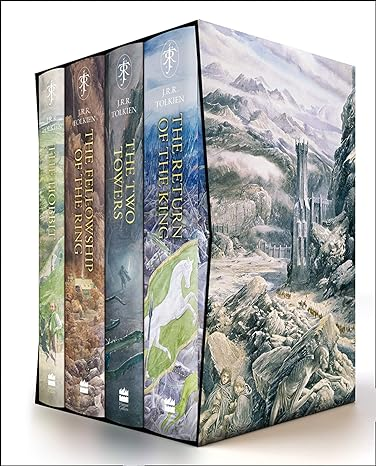 J.R.R.
TOLKIEN
THE HOBBIT
J.R.R.
TOLKIEN
THE FELLOWSHIP
OF THE RING
J.R.R.
TOLKIEN
THE TWO
TOWERS
J.R.R.
TOLKIEN
THE RETURN
OF THE KING